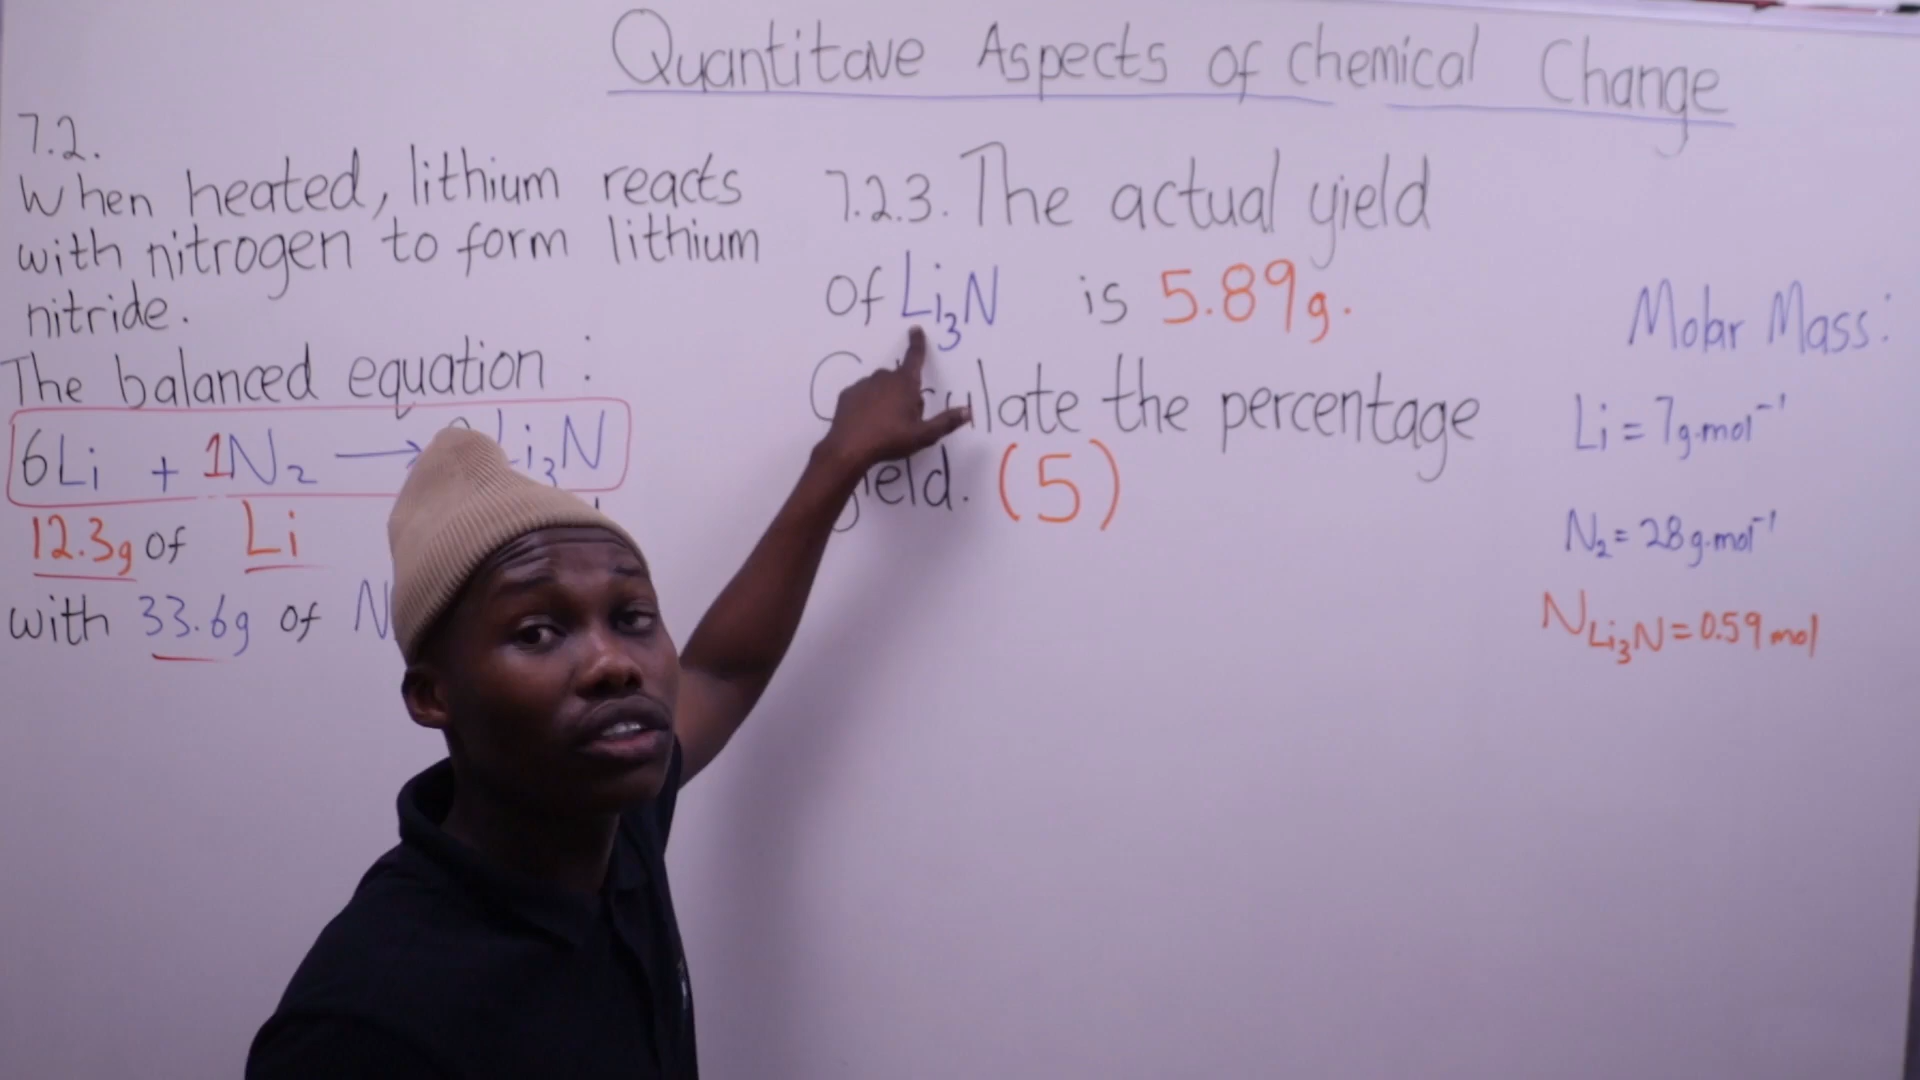 Quantitave Aspects of Chemical Change
7.2.
When heated, lithium reacts
with nitrogen to form lithium
nitride.
The balanced equation :
6Li + 1N₂ → Li₃N
12.3g of Li
with 33.6g of N
7.2.3. The actual yield
of Li₃N is 5.89g.
the percentage
(5)
Molar Mass:
Li = 7g.mol⁻¹
N₂ = 28g.mol⁻¹
N Li₃N = 0.59 mol